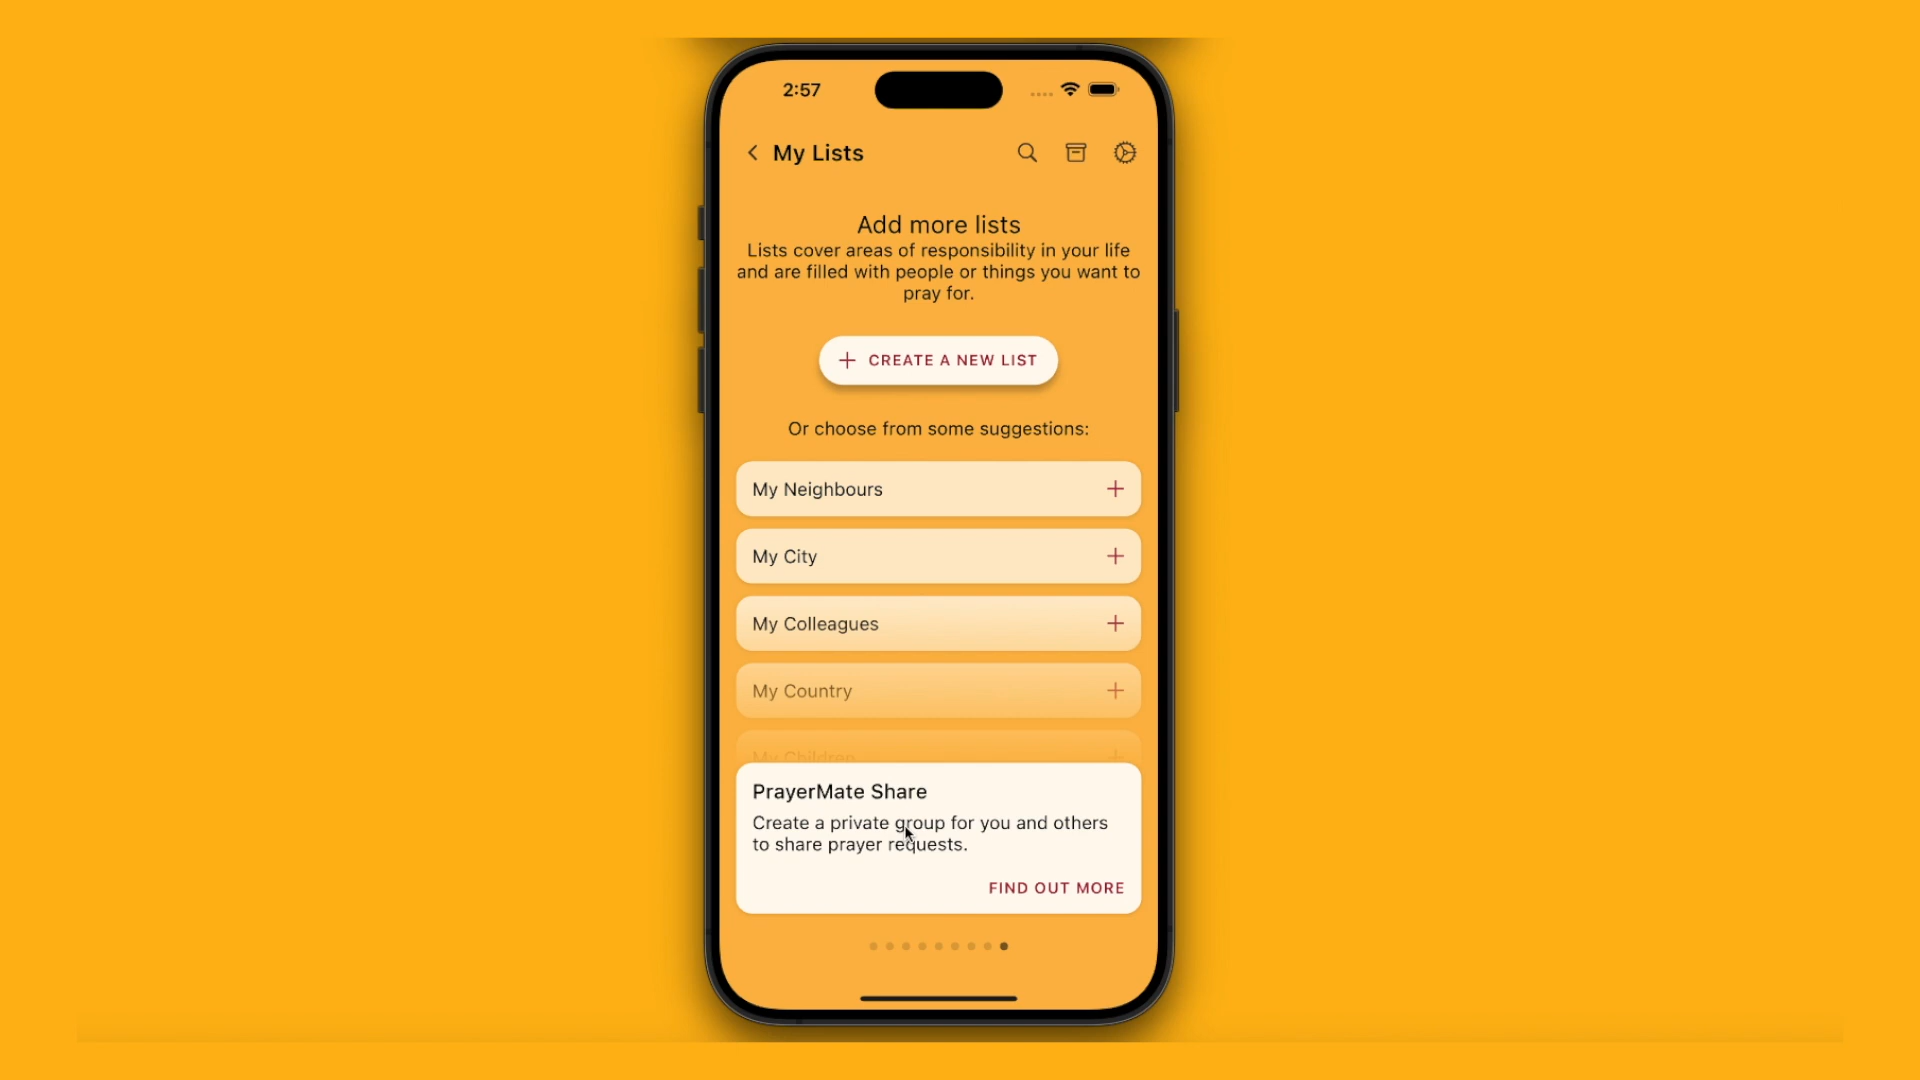 2:57
My Lists
Add more lists
Lists cover areas of responsibility in your life
and are filled with people or things you want to
pray for.
CREATE A NEW LIST
Or choose from some suggestions:
My Neighbours
My City
My Colleagues
My Country
My Children
PrayerMate Share
Create a private group for you and others
to share prayer requests.
FIND OUT MORE